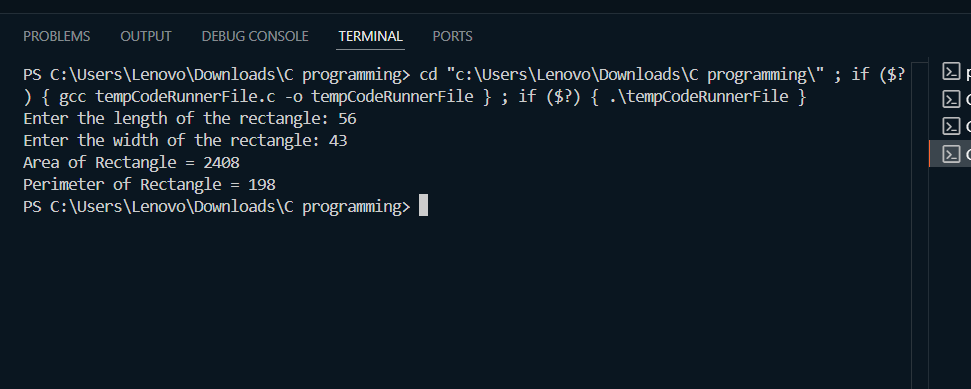 PROBLEMS OUTPUT DEBUG CONSOLE TERMINAL PORTS
PS C:\Users\Lenovo\Downloads\C programming> cd "c:\Users\Lenovo\Downloads\C programming\" ; if ($?
) { gcc tempCodeRunnerFile.c -o tempCodeRunnerFile } ; if ($?) { .\tempCodeRunnerFile }
Enter the length of the rectangle: 56
Enter the width of the rectangle: 43
Area of Rectangle = 2408
Perimeter of Rectangle = 198
PS C:\Users\Lenovo\Downloads\C programming>